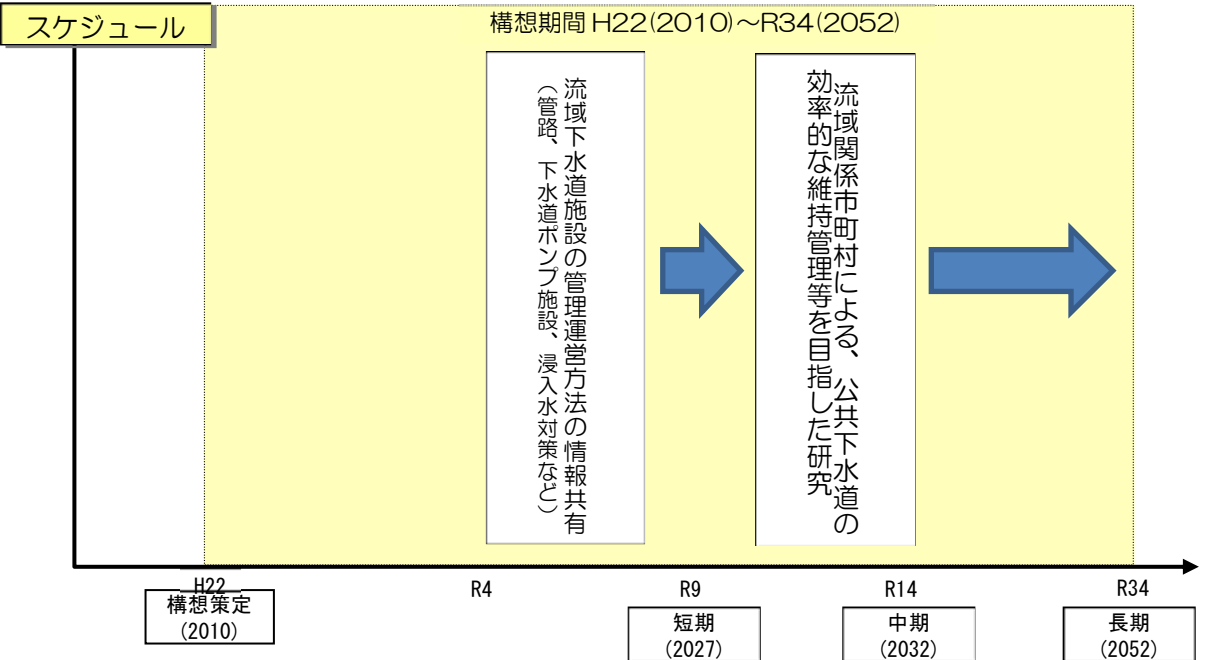 スケジュール
構想期間H22(2010)～R34(2052)
流域下水道施設の管理運営方法の情報共有
（管路、下水道ポンプ施設、浸入水対策など）
流域関係市町村による、公共下水道の
効率的な維持管理等を目指した研究
H22
R4
R9
R14
R34
構想策定
(2010)
短期
(2027)
中期
(2032)
長期
(2052)